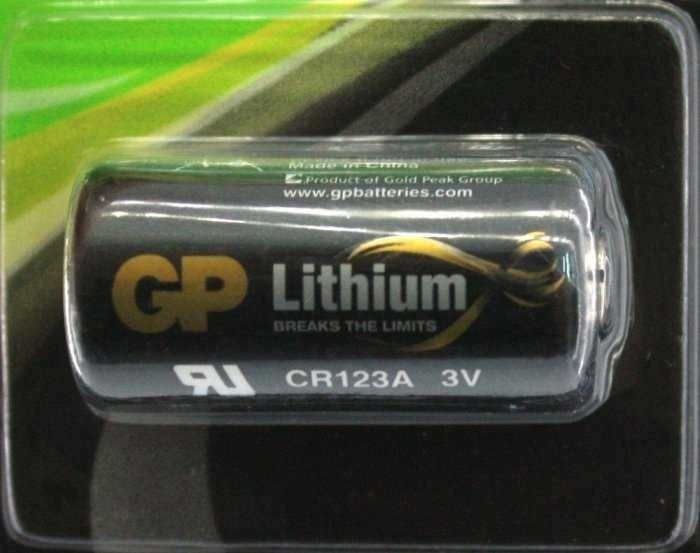 Made in China
Product of Gold Peak Group
www.gpbatteries.com
GP Lithium
BREAKS THE LIMITS
CR123A 3V